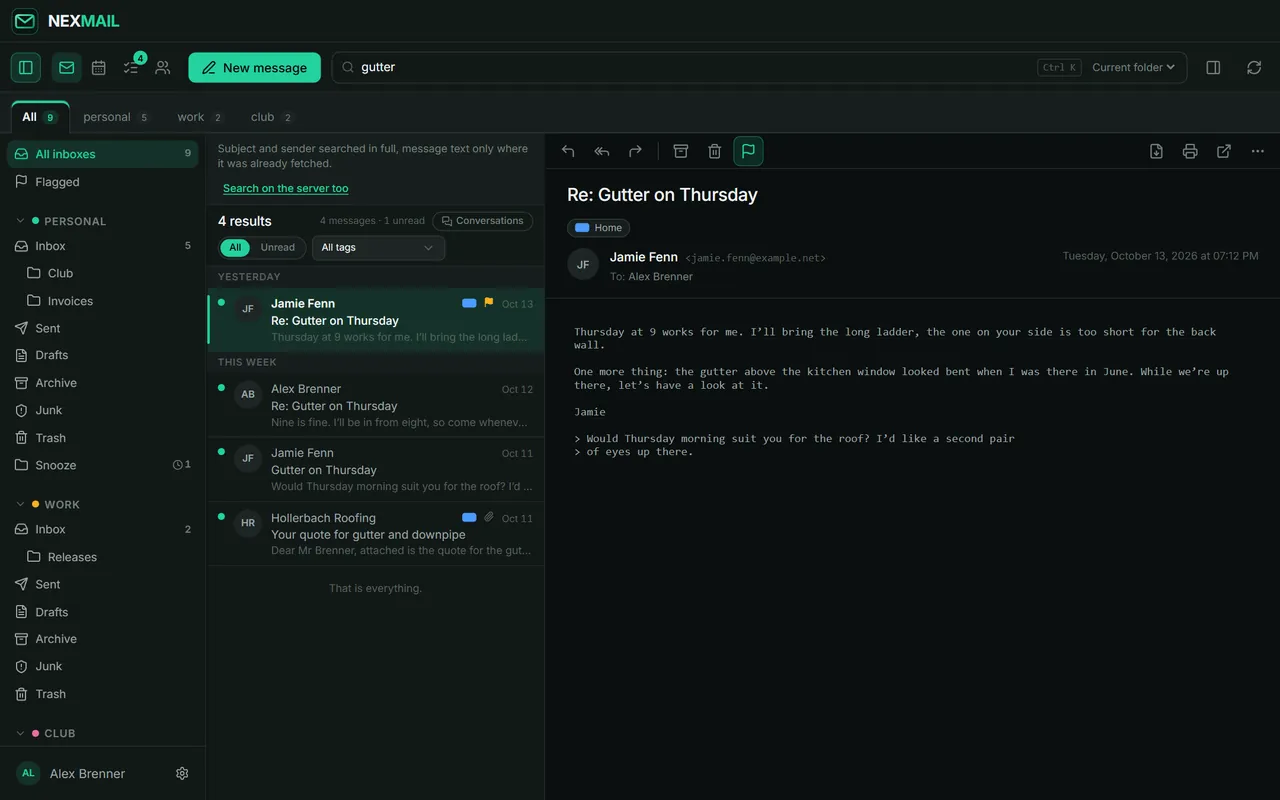 NEXMAIL
4
New message
gutter
Ctrl K
Current folder
All 9
personal 5
work 2
club 2
All inboxes 9
Flagged
PERSONAL
Inbox 5
Club
Invoices
Sent
Drafts
Archive
Junk
Trash
Snooze 1
WORK
Inbox 2
Releases
Sent
Drafts
Archive
Junk
Trash
CLUB
AL Alex Brenner
Subject and sender searched in full, message text only where
it was already fetched.
Search on the server too
4 results
4 messages · 1 unread
Conversations
All
Unread
All tags
YESTERDAY
JF
Jamie Fenn
Oct 13
Re: Gutter on Thursday
Thursday at 9 works for me. I’ll bring the long lad…
THIS WEEK
AB
Alex Brenner
Oct 12
Re: Gutter on Thursday
Nine is fine. I’ll be in from eight, so come whenev…
JF
Jamie Fenn
Oct 11
Gutter on Thursday
Would Thursday morning suit you for the roof? I’d …
HR
Hollerbach Roofing
Oct 11
Your quote for gutter and downpipe
Dear Mr Brenner, attached is the quote for the gut…
That is everything.
Re: Gutter on Thursday
Home
JF
Jamie Fenn <jamie.fenn@example.net>
Tuesday, October 13, 2026 at 07:12 PM
To: Alex Brenner
Thursday at 9 works for me. I’ll bring the long ladder, the one on your side is too short for the back
wall.
One more thing: the gutter above the kitchen window looked bent when I was there in June. While we’re up
there, let’s have a look at it.
Jamie
> Would Thursday morning suit you for the roof? I’d like a second pair
> of eyes up there.